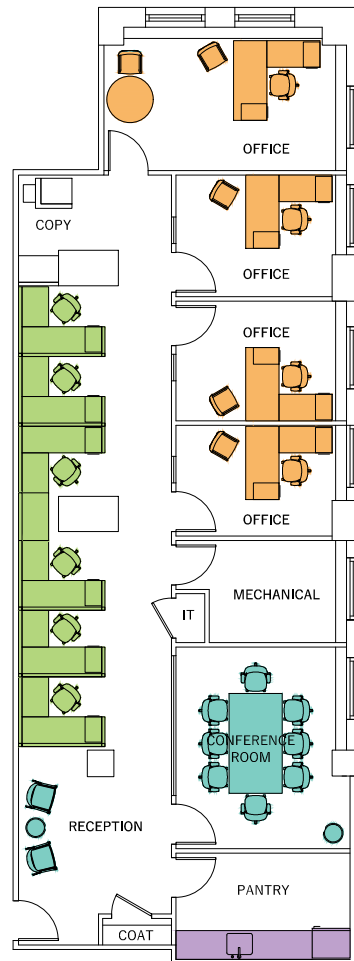 OFFICE
COPY
OFFICE
OFFICE
OFFICE
MECHANICAL
IT
CONFERENCE
ROOM
RECEPTION
PANTRY
COAT